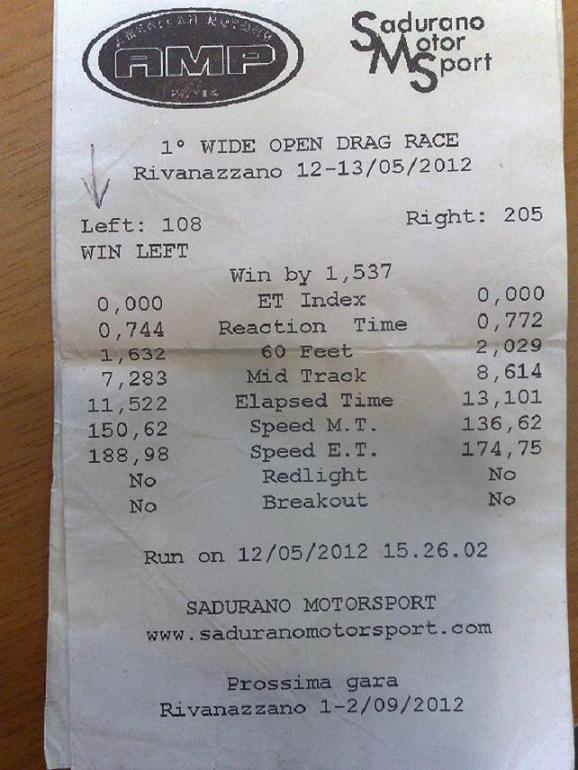 AMERICAN MOTORS
AMP
PAVIA
Sadurano
Motor
Sport
1° WIDE OPEN DRAG RACE
Rivanazzano 12-13/05/2012
Left: 108 Right: 205
WIN LEFT
Win by 1,537
0,000 ET Index 0,000
0,744 Reaction Time 0,772
1,632 60 Feet 2,029
7,283 Mid Track 8,614
11,522 Elapsed Time 13,101
150,62 Speed M.T. 136,62
188,98 Speed E.T. 174,75
No Redlight No
No Breakout No
Run on 12/05/2012 15.26.02
SADURANO MOTORSPORT
www.saduranomotorsport.com
Prossima gara
Rivanazzano 1-2/09/2012